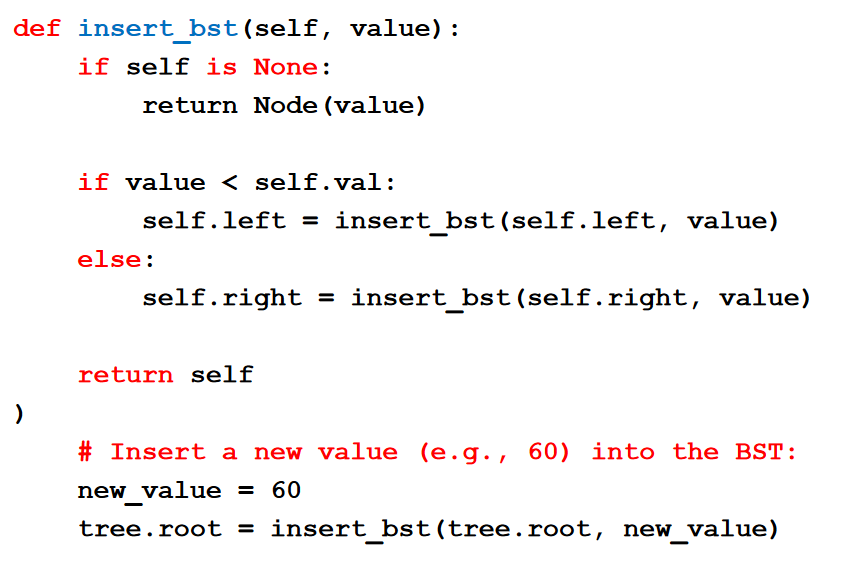 def insert_bst(self, value):
    if self is None:
        return Node(value)

    if value < self.val:
        self.left = insert_bst(self.left, value)
    else:
        self.right = insert_bst(self.right, value)

    return self
)
    # Insert a new value (e.g., 60) into the BST:
    new_value = 60
    tree.root = insert_bst(tree.root, new_value)